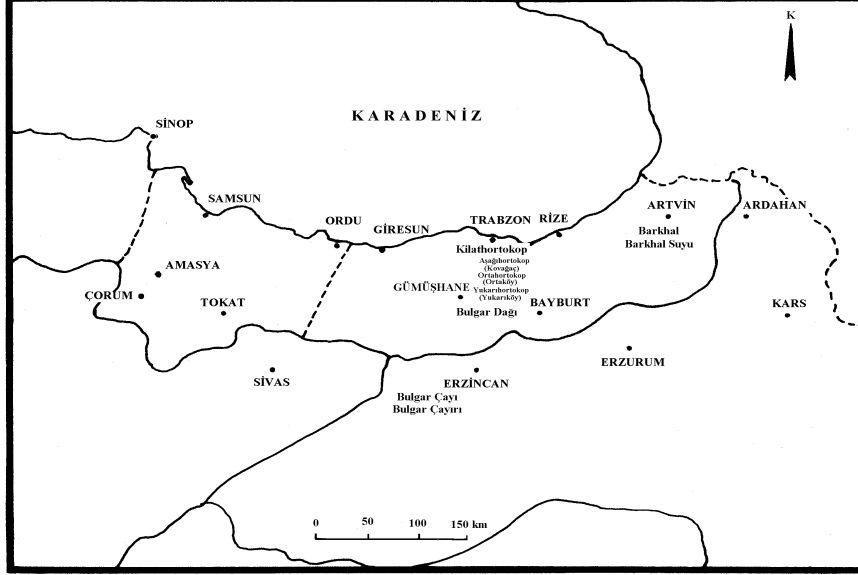 K
KARADENİZ
SİNOP
SAMSUN
ORDU
GİRESUN
TRABZON
RİZE
ARTVİN
ARDAHAN
Kilathortokop
Aşağıhortokop
(Kovağaç)
Ortahortokop
(Ortaköy)
Yukarıhortokop
(Yukarıköy)
Barkhal
Barkhal Suyu
AMASYA
ÇORUM
TOKAT
GÜMÜŞHANE
Bulgar Dağı
BAYBURT
KARS
SİVAS
ERZİNCAN
ERZURUM
Bulgar Çayı
Bulgar Çayırı
0 50 100 150 km